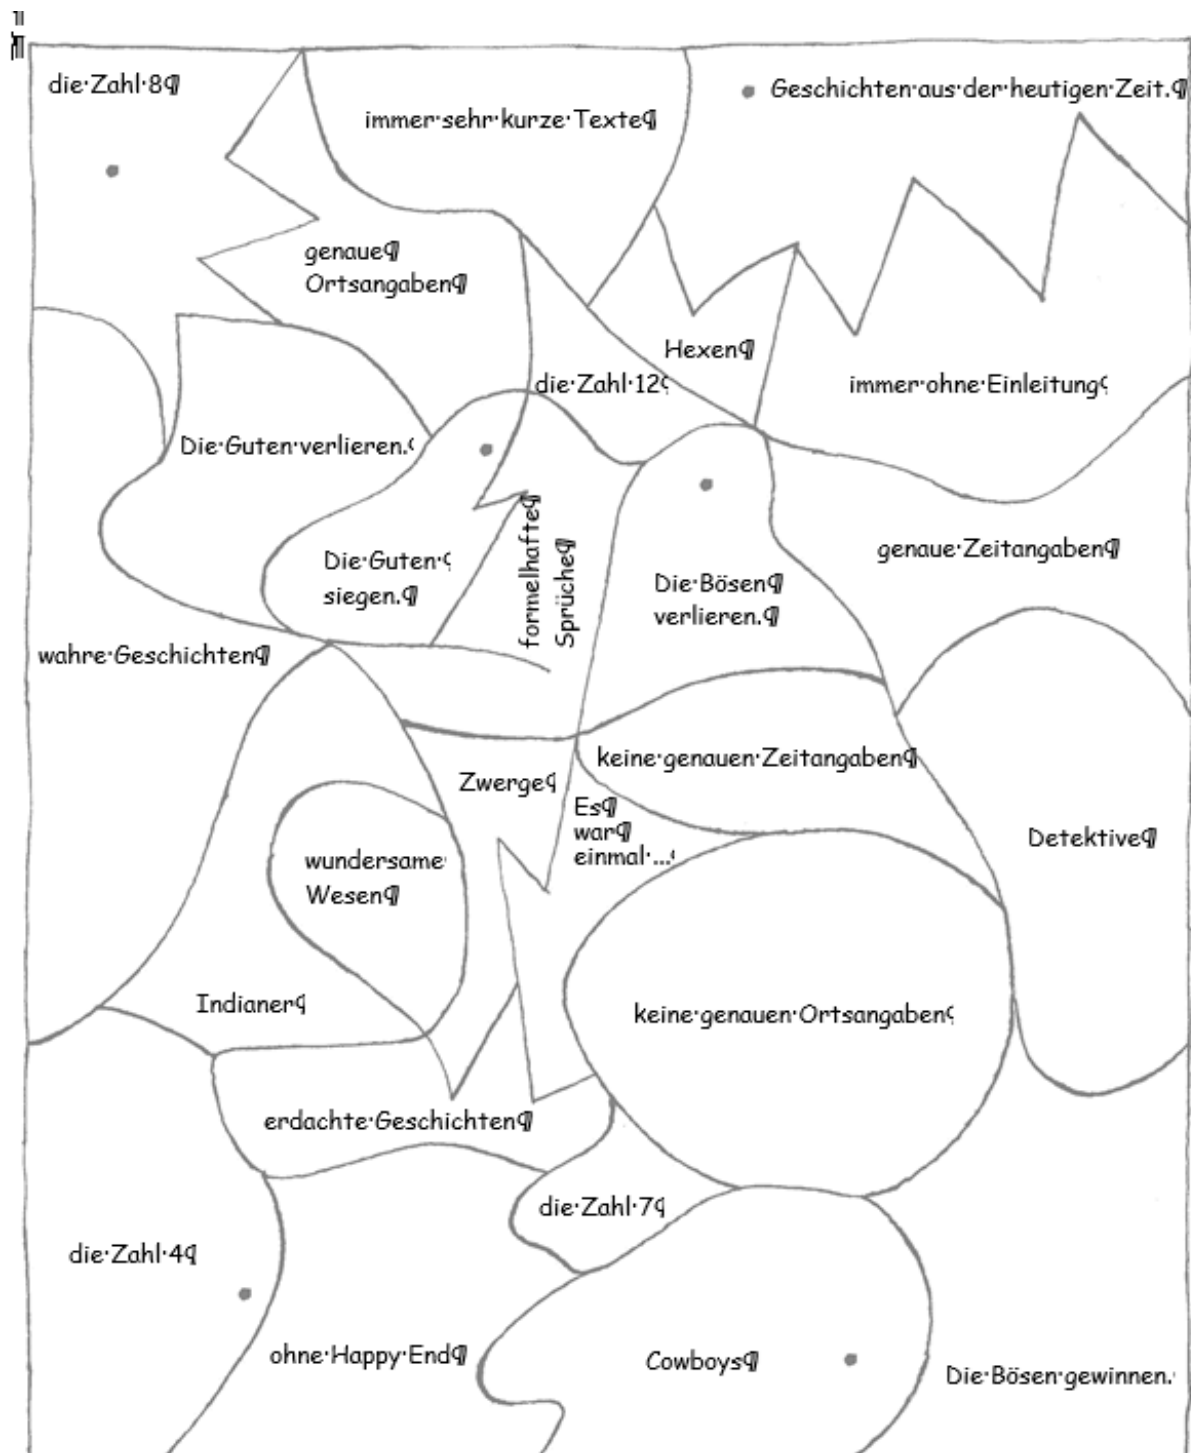 die·Zahl·8¶
Geschichten·aus·der·heutigen·Zeit.¶
immer·sehr·kurze·Texte¶
genaue¶
Ortsangaben¶
Hexen¶
die·Zahl·12¶
immer·ohne·Einleitung¶
Die·Guten·verlieren.¶
Die·Guten·¶
siegen.¶
formelhafte¶
Sprüche¶
Die·Bösen¶
verlieren.¶
genaue·Zeitangaben¶
wahre·Geschichten¶
keine·genauen·Zeitangaben¶
Zwerge¶
Es¶
war¶
einmal·...
Detektive¶
wundersame
Wesen¶
Indianer¶
keine·genauen·Ortsangaben¶
erdachte·Geschichten¶
die·Zahl·7¶
die·Zahl·4¶
ohne·Happy·End¶
Cowboys¶
Die·Bösen·gewinnen.